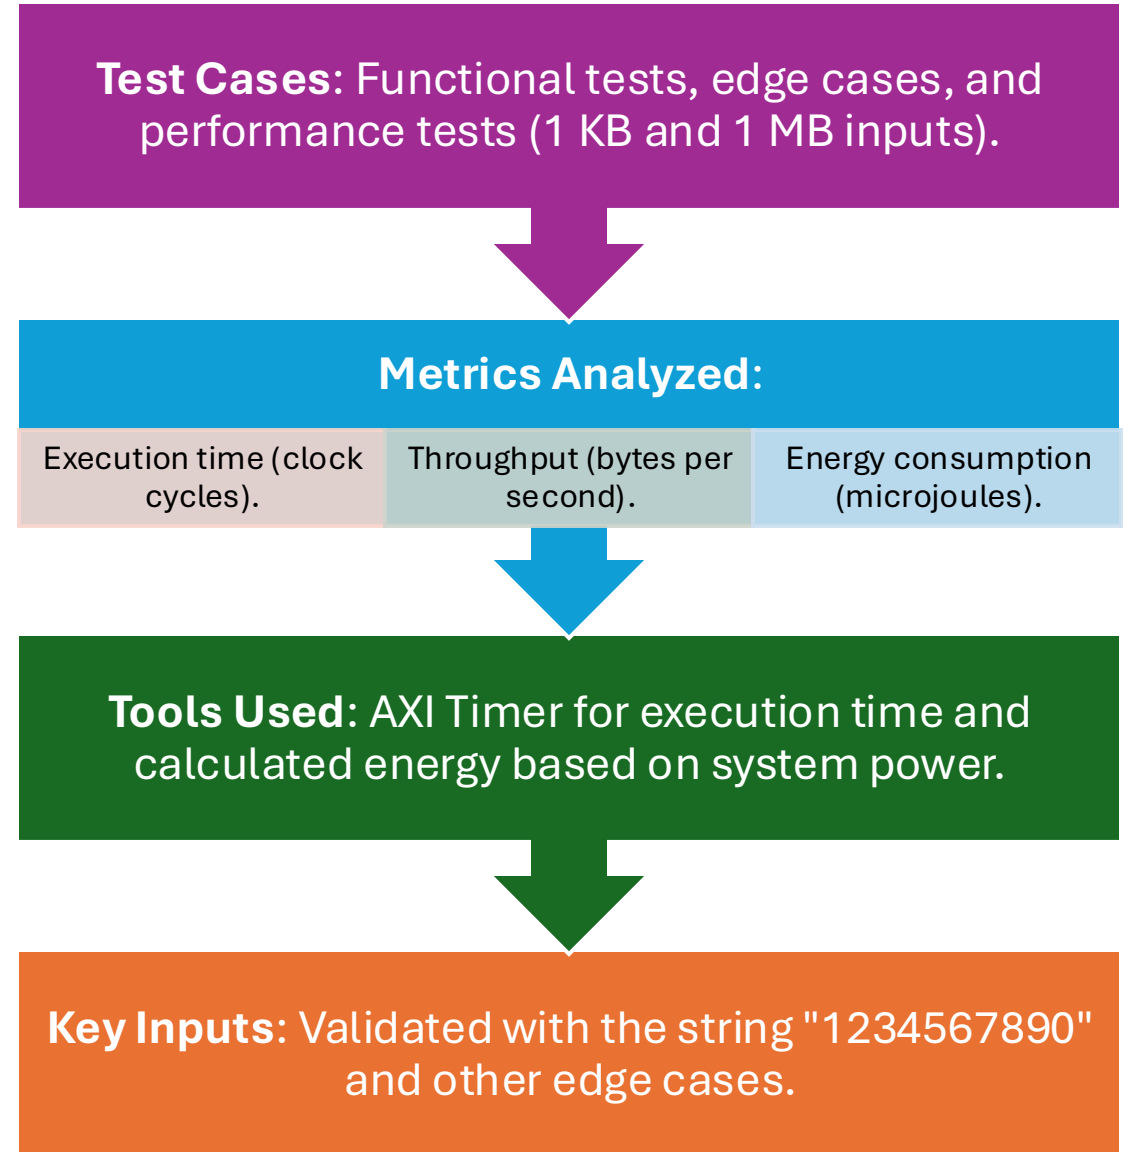 Test Cases: Functional tests, edge cases, and
performance tests (1 KB and 1 MB inputs).
Metrics Analyzed:
Execution time (clock
cycles).
Throughput (bytes per
second).
Energy consumption
(microjoules).
Tools Used: AXI Timer for execution time and
calculated energy based on system power.
Key Inputs: Validated with the string "1234567890"
and other edge cases.